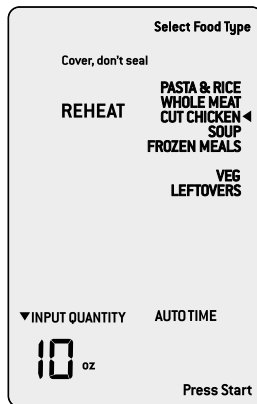 Select Food Type
Cover, don't seal
REHEAT
PASTA & RICE
WHOLE MEAT
CUT CHICKEN◄
SOUP
FROZEN MEALS
VEG
LEFTOVERS
▼INPUT QUANTITY
AUTO TIME
10 oz
Press Start